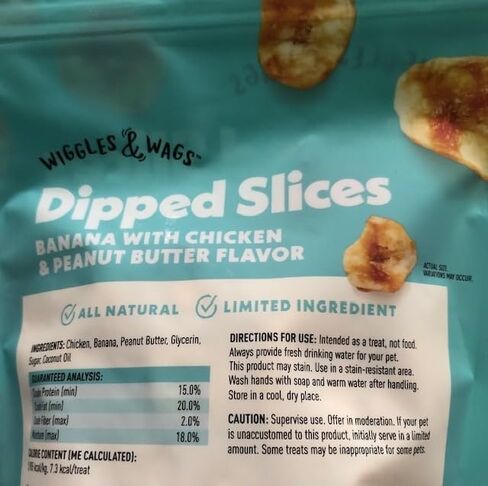 WIGGLES & WAGS™
Dipped Slices
BANANA WITH CHICKEN
& PEANUT BUTTER FLAVOR
ACTUAL SIZE.
VARIATIONS MAY OCCUR.
ALL NATURAL LIMITED INGREDIENT
INGREDIENTS: Chicken, Banana, Peanut Butter, Glycerin,
Sugar, Coconut Oil
GUARANTEED ANALYSIS:
Crude Protein (min) 15.0%
Crude Fat (min) 20.0%
Crude Fiber (max) 2.0%
Moisture (max) 18.0%
CALORIE CONTENT (ME CALCULATED):
kcal/kg, 7.3 kcal/treat
DIRECTIONS FOR USE: Intended as a treat, not food.
Always provide fresh drinking water for your pet.
This product may stain. Use in a stain-resistant area.
Wash hands with soap and warm water after handling.
Store in a cool, dry place.
CAUTION: Supervise use. Offer in moderation. If your pet
is unaccustomed to this product, initially serve in a limited
amount. Some treats may be inappropriate for some pets.